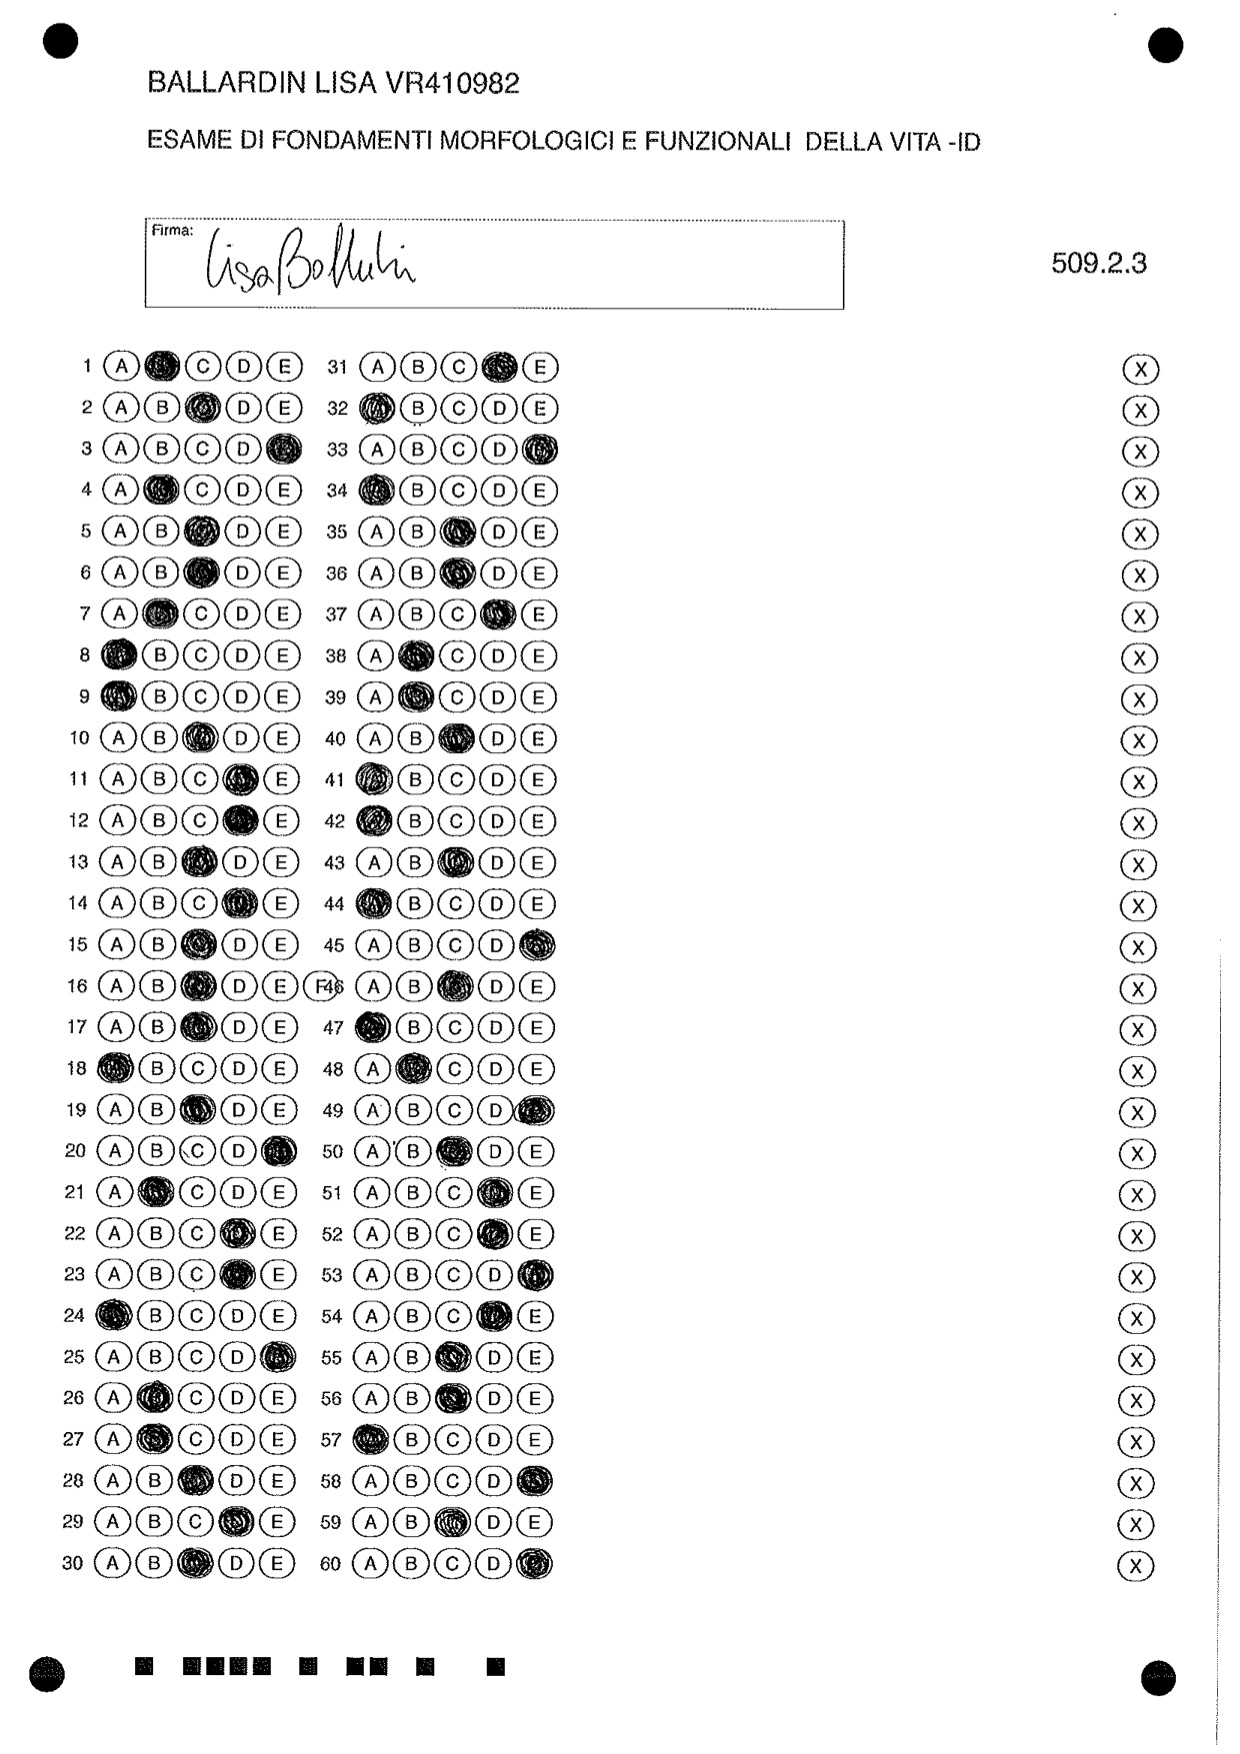 BALLARDIN LISA VR410982
ESAME DI FONDAMENTI MORFOLOGICI E FUNZIONALI DELLA VITA -ID
Firma:
Lisa
509.2.3
1 A C D E 31 A B C E X
2 A B D E 32 B C D E X
3 A B C D 33 A B C D X
4 A C D E 34 B C D E X
5 A B D E 35 A B D E X
6 A B D E 36 A B D E X
7 A C D E 37 A B C E X
8 B C D E 38 A C D E X
9 B C D E 39 A C D E X
10 A B D E 40 A B D E X
11 A B C E 41 B C D E X
12 A B C E 42 B C D E X
13 A B D E 43 A B D E X
14 A B C E 44 B C D E X
15 A B D E 45 A B C D X
16 A B D E F 46 A B D E X
17 A B D E 47 B C D E X
18 B C D E 48 A C D E X
19 A B D E 49 A B C D X
20 A B C D 50 A B D E X
21 A C D E 51 A B C E X
22 A B C E 52 A B C E X
23 A B C E 53 A B C D X
24 B C D E 54 A B C E X
25 A B C D 55 A B D E X
26 A C D E 56 A B D E X
27 A C D E 57 B C D E X
28 A B D E 58 A B C D X
29 A B C E 59 A B D E X
30 A B D E 60 A B C D X